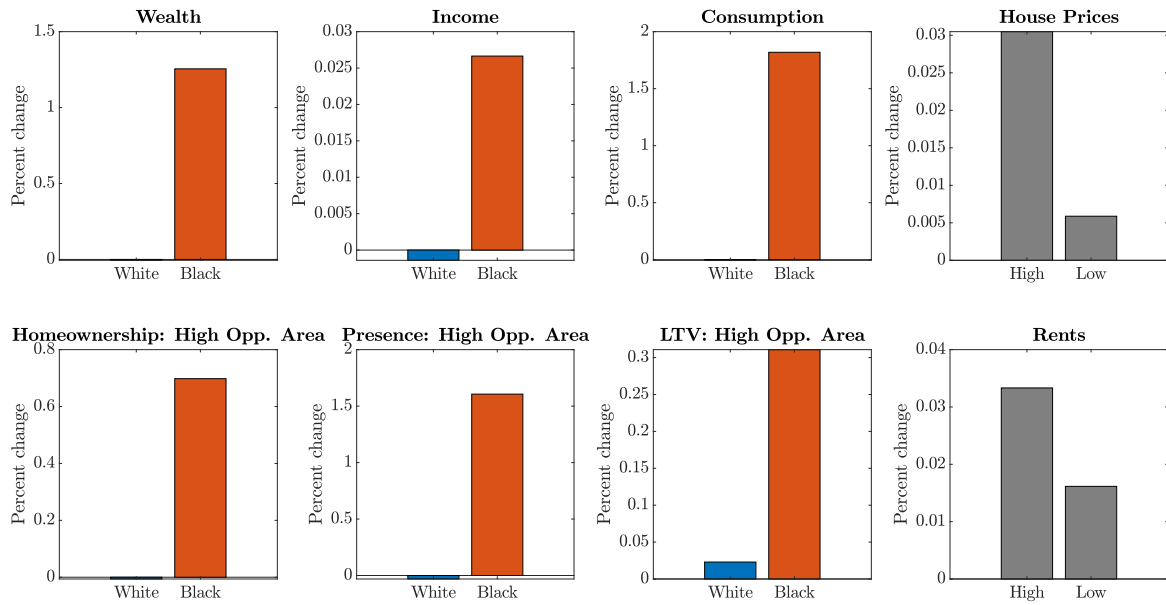 Wealth
Percent change
1.5
1
0.5
0
White Black
Income
Percent change
0.03
0.025
0.02
0.015
0.01
0.005
0
White Black
Consumption
Percent change
2
1.5
1
0.5
0
White Black
House Prices
Percent change
0.03
0.025
0.02
0.015
0.01
0.005
0
High Low
Homeownership: High Opp. Area
Percent change
0.8
0.6
0.4
0.2
0
White Black
Presence: High Opp. Area
Percent change
2
1.5
1
0.5
0
White Black
LTV: High Opp. Area
Percent change
0.3
0.25
0.2
0.15
0.1
0.05
0
White Black
Rents
Percent change
0.04
0.03
0.02
0.01
0
High Low